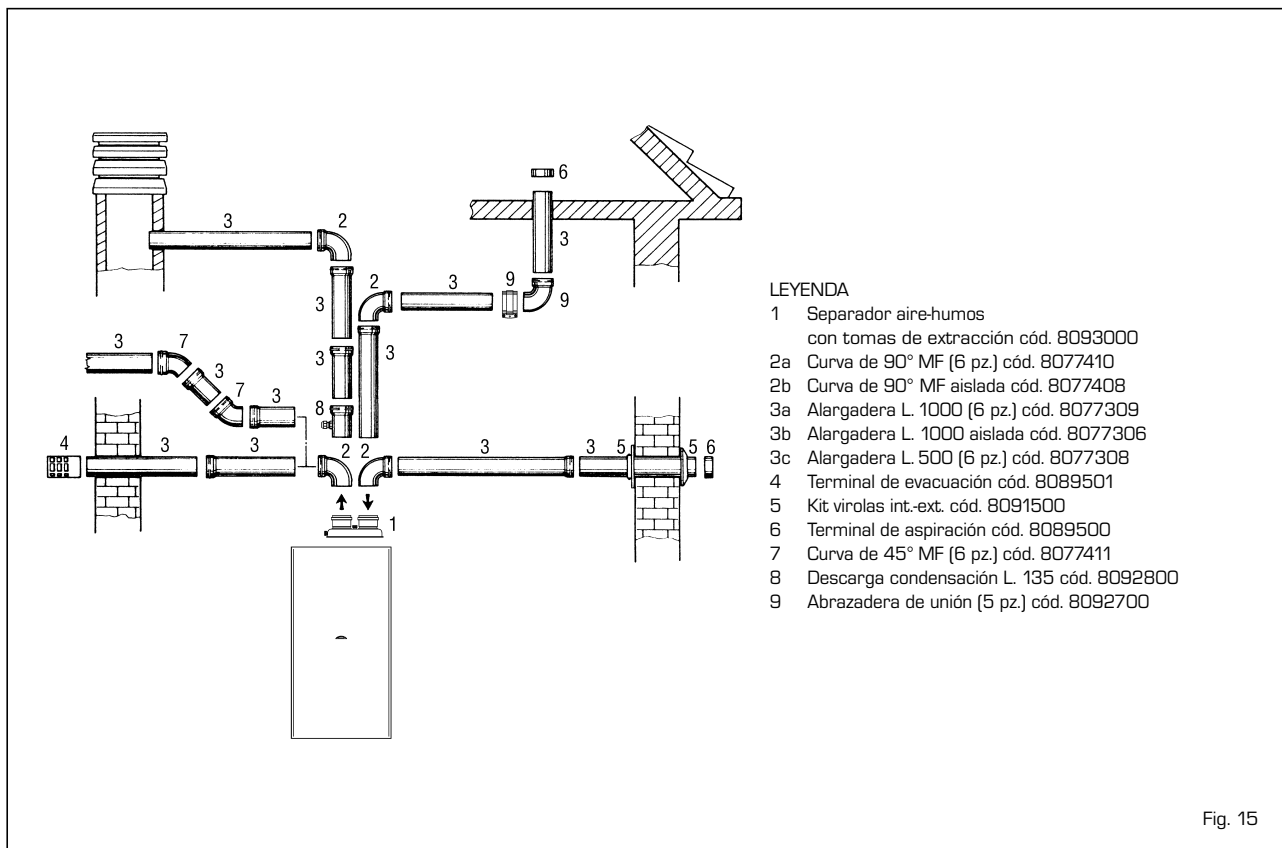 6
3
2
3
9
2
3
3
9
3
7
3
3
3
7
3
8
4
3
3
2
2
3
3
5
5
6
1
LEYENDA
1 Separador aire-humos
con tomas de extracción cód. 8093000
2a Curva de 90° MF (6 pz.) cód. 8077410
2b Curva de 90° MF aislada cód. 8077408
3a Alargadera L. 1000 (6 pz.) cód. 8077309
3b Alargadera L. 1000 aislada cód. 8077306
3c Alargadera L. 500 (6 pz.) cód. 8077308
4 Terminal de evacuación cód. 8089501
5 Kit virolas int.-ext. cód. 8091500
6 Terminal de aspiración cód. 8089500
7 Curva de 45° MF (6 pz.) cód. 8077411
8 Descarga condensación L. 135 cód. 8092800
9 Abrazadera de unión (5 pz.) cód. 8092700
Fig. 15